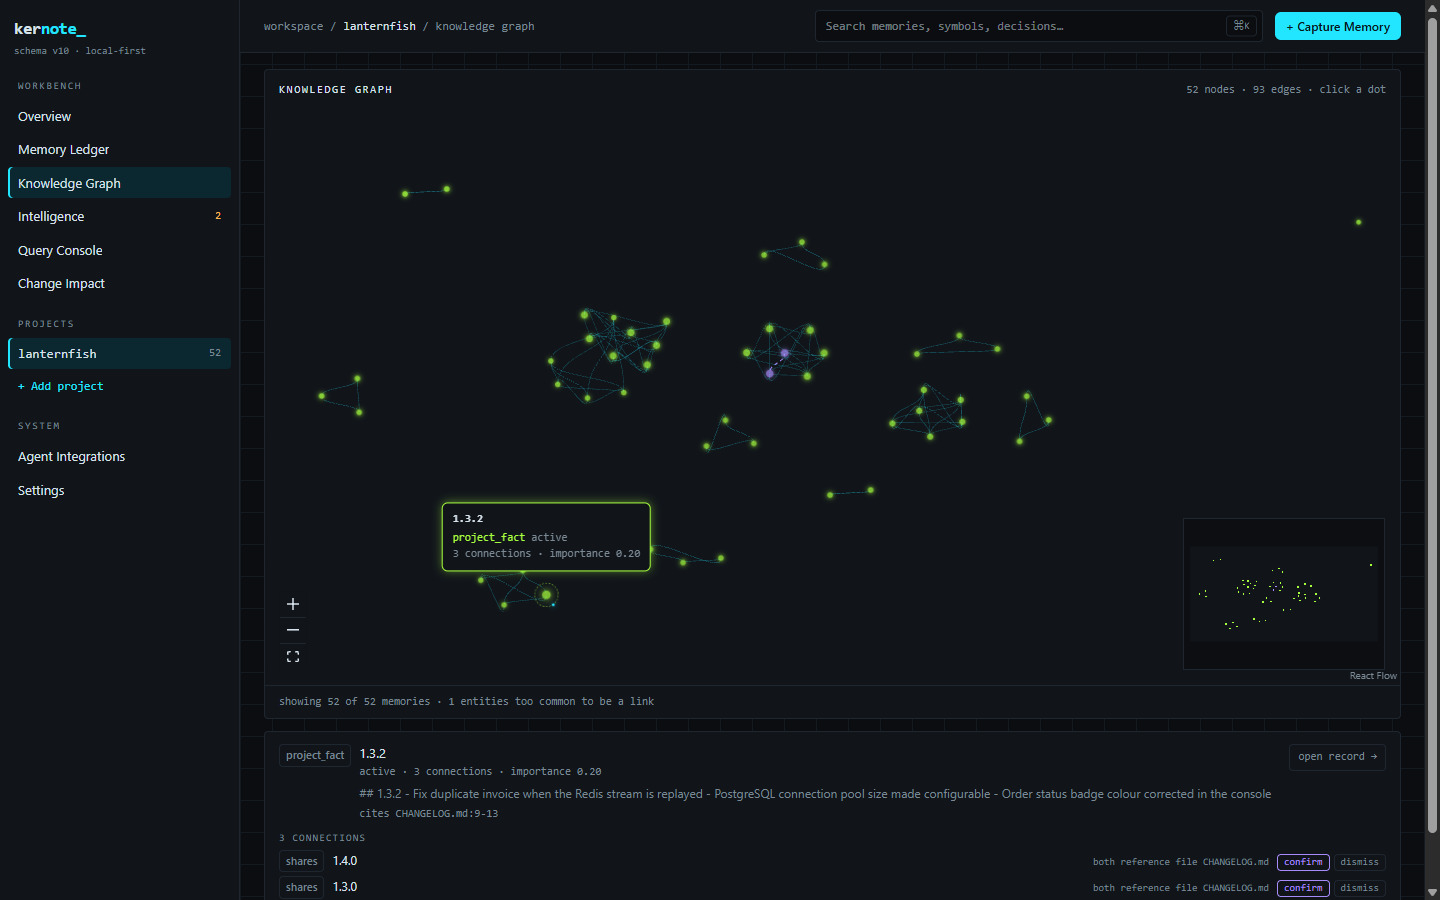 kernote_
schema v10 · local-first
WORKBENCH
Overview
Memory Ledger
Knowledge Graph
Intelligence 2
Query Console
Change Impact
PROJECTS
lanternfish 52
+ Add project
SYSTEM
Agent Integrations
Settings
workspace / lanternfish / knowledge graph
Search memories, symbols, decisions… ⌘K
+ Capture Memory
KNOWLEDGE GRAPH
52 nodes · 93 edges · click a dot
1.3.2
project_fact active
3 connections · importance 0.20
React Flow
showing 52 of 52 memories · 1 entities too common to be a link
project_fact 1.3.2
open record →
active · 3 connections · importance 0.20
## 1.3.2 - Fix duplicate invoice when the Redis stream is replayed - PostgreSQL connection pool size made configurable - Order status badge colour corrected in the console
cites CHANGELOG.md:9-13
3 CONNECTIONS
shares 1.4.0 both reference file CHANGELOG.md confirm dismiss
shares 1.3.0 both reference file CHANGELOG.md confirm dismiss